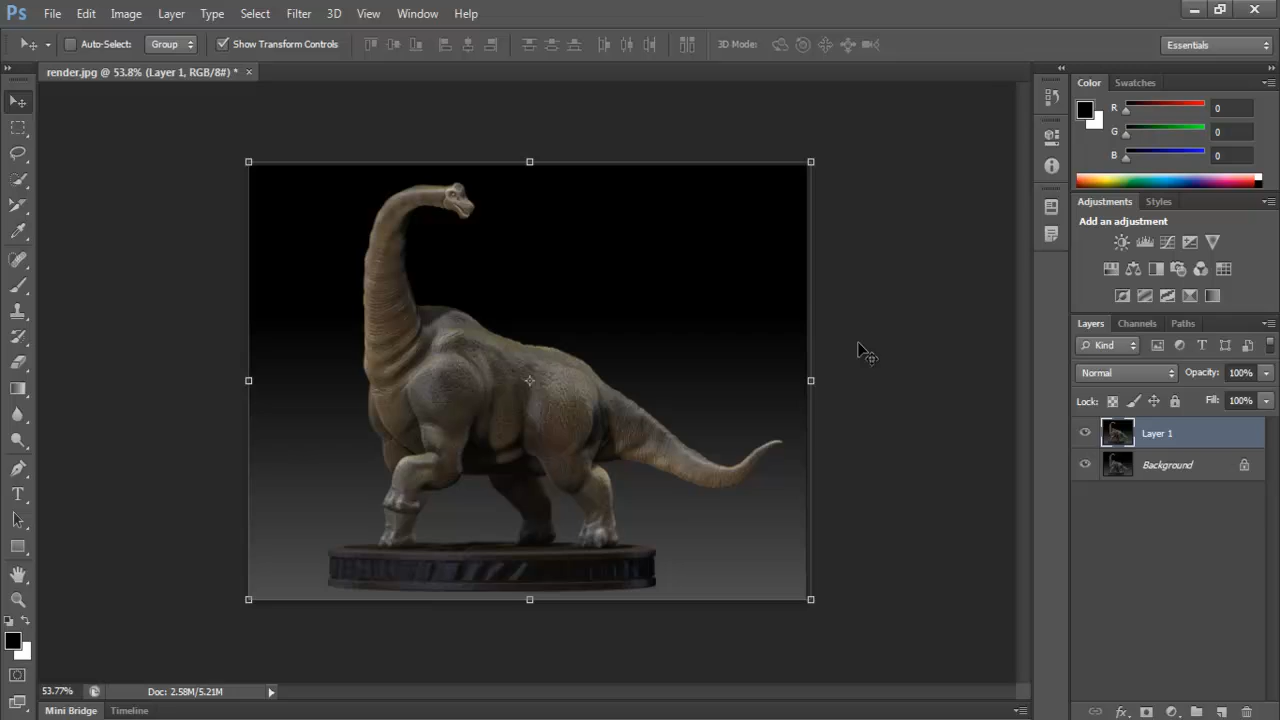 Ps File Edit Image Layer Type Select Filter 3D View Window Help
Auto-Select: Group Show Transform Controls 3D Mode: Essentials
render.jpg @ 53.8% (Layer 1, RGB/8#) * ×
Color Swatches
R 0
G 0
B 0
Adjustments Styles
Add an adjustment
Layers Channels Paths
Kind
Normal Opacity: 100%
Lock: Fill: 100%
Layer 1
Background
53.77% Doc: 2.58M/5.21M
Mini Bridge Timeline